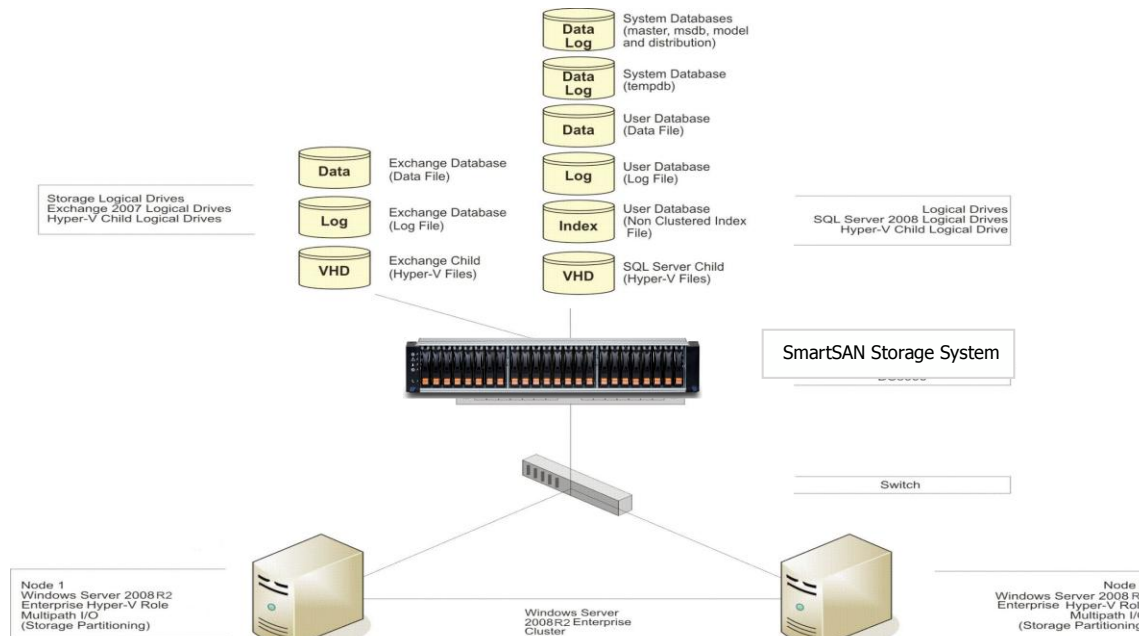 Data
Log
System Databases
(master, msdb, model
and distribution)
Data
Log
System Database
(tempdb)
Data
User Database
(Data File)
Data
Exchange Database
(Data File)
Log
User Database
(Log File)
Storage Logical Drives
Exchange 2007 Logical Drives
Hyper-V Child Logical Drives
Log
Exchange Database
(Log File)
Index
User Database
(Non Clustered Index
File)
Logical Drives
SQL Server 2008 Logical Drives
Hyper-V Child Logical Drive
VHD
Exchange Child
(Hyper-V Files)
VHD
SQL Server Child
(Hyper-V Files)
SmartSAN Storage System
Switch
Node 1
Windows Server 2008 R2
Enterprise Hyper-V Role
Multipath I/O
(Storage Partitioning)
Windows Server
2008 R2 Enterprise
Cluster
Node
Windows Server 2008 R
Enterprise Hyper-V Rol
Multipath I/O
(Storage Partitioning